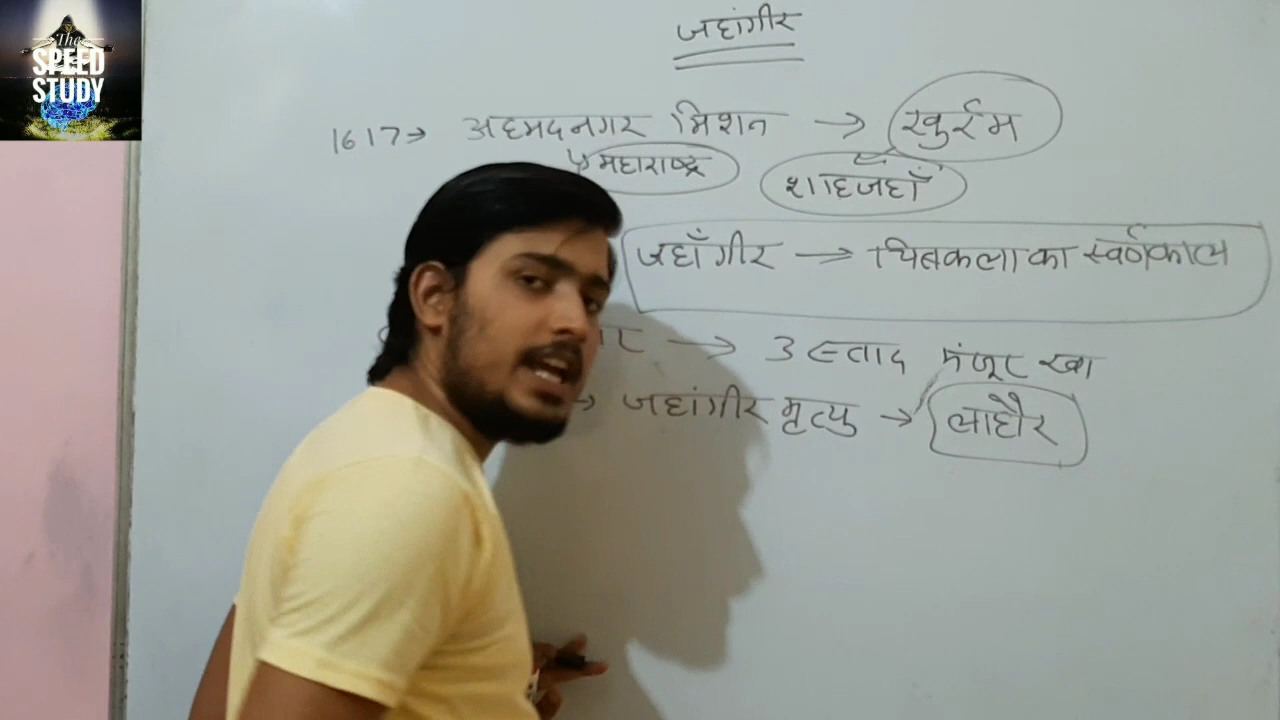 The
SPEED
STUDY
जहांगीर
1617→ अहमदनगर मिशन → खुर्रम
महाराष्ट्र शाहजहाँ
जहाँगीर → चित्रकला का स्वर्णकाल
→ उस्ताद मंजूर खा
→ जहांगीर मृत्यु → लाहौर